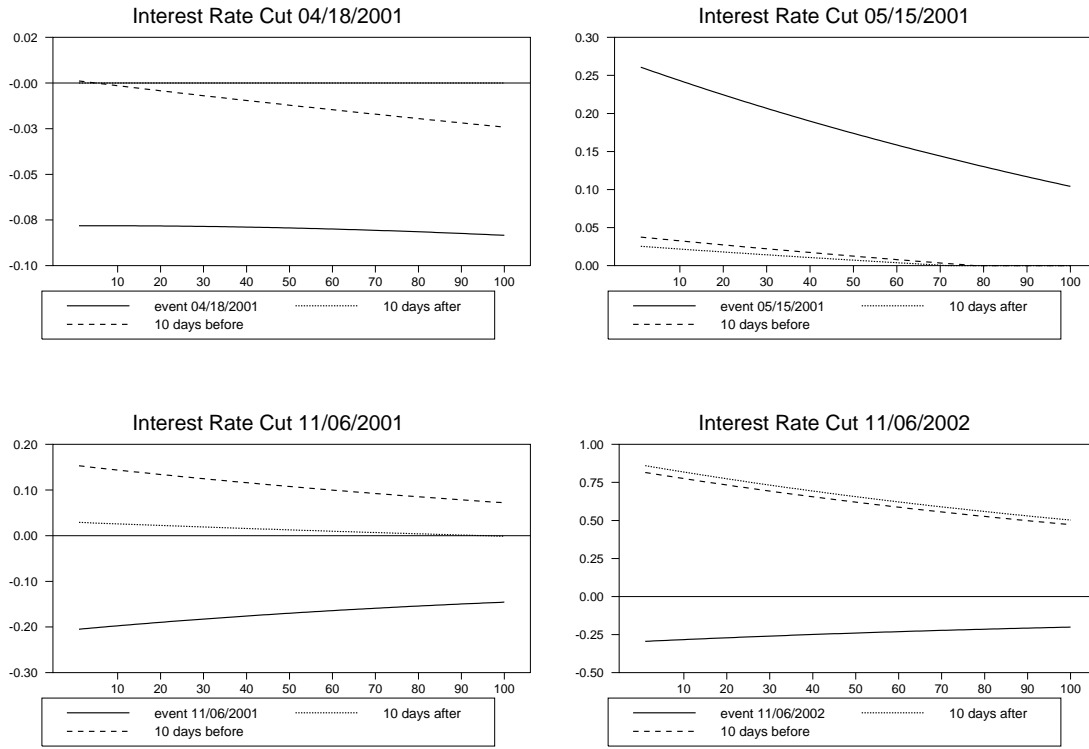 Interest Rate Cut 04/18/2001
0.02
-0.00
-0.03
-0.05
-0.08
-0.10
10 20 30 40 50 60 70 80 90 100
event 04/18/2001
10 days after
10 days before
Interest Rate Cut 05/15/2001
0.30
0.25
0.20
0.15
0.10
0.05
0.00
10 20 30 40 50 60 70 80 90 100
event 05/15/2001
10 days after
10 days before
Interest Rate Cut 11/06/2001
0.20
0.10
0.00
-0.10
-0.20
-0.30
10 20 30 40 50 60 70 80 90 100
event 11/06/2001
10 days after
10 days before
Interest Rate Cut 11/06/2002
1.00
0.75
0.50
0.25
0.00
-0.25
-0.50
10 20 30 40 50 60 70 80 90 100
event 11/06/2002
10 days after
10 days before